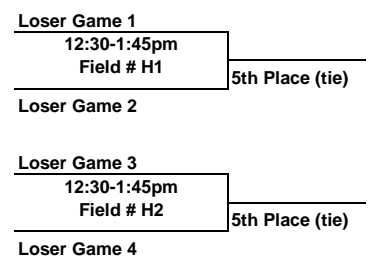 Loser Game 1
12:30-1:45pm
Field # H1
5th Place (tie)
Loser Game 2
Loser Game 3
12:30-1:45pm
Field # H2
5th Place (tie)
Loser Game 4